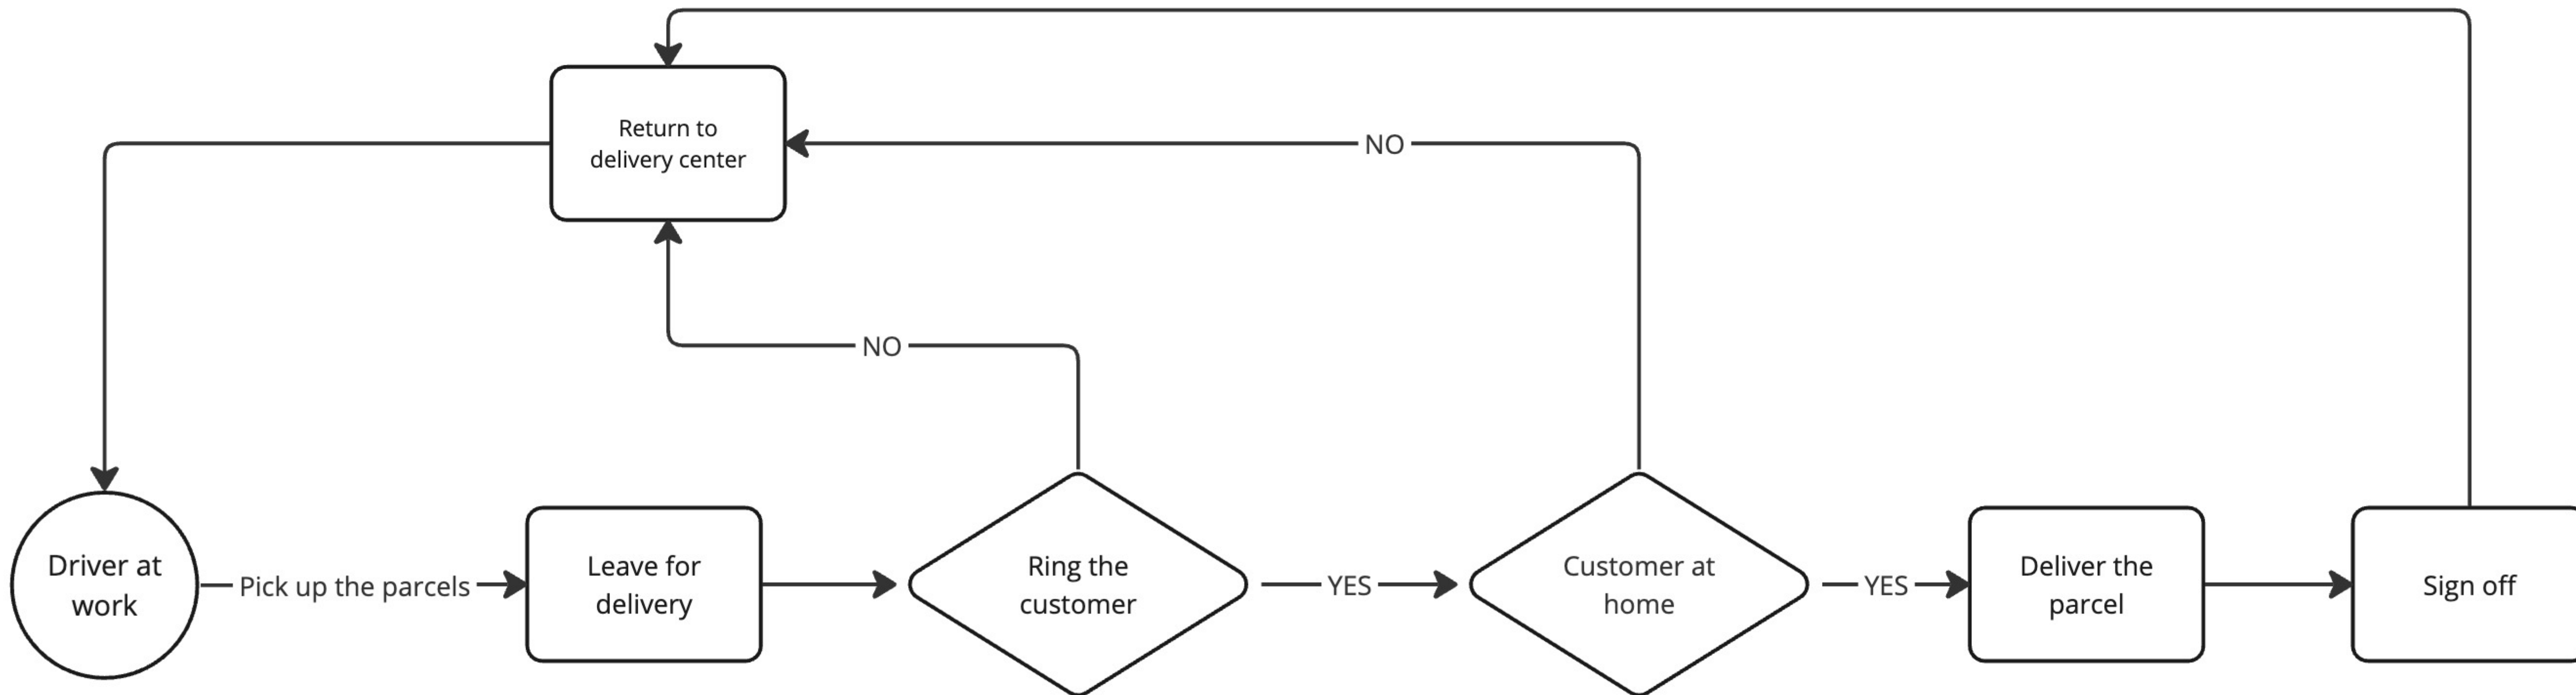 Return to
delivery center
NO
NO
Driver at
work
Pick up the parcels
Leave for
delivery
Ring the
customer
YES
Customer at
home
YES
Deliver the
parcel
Sign off